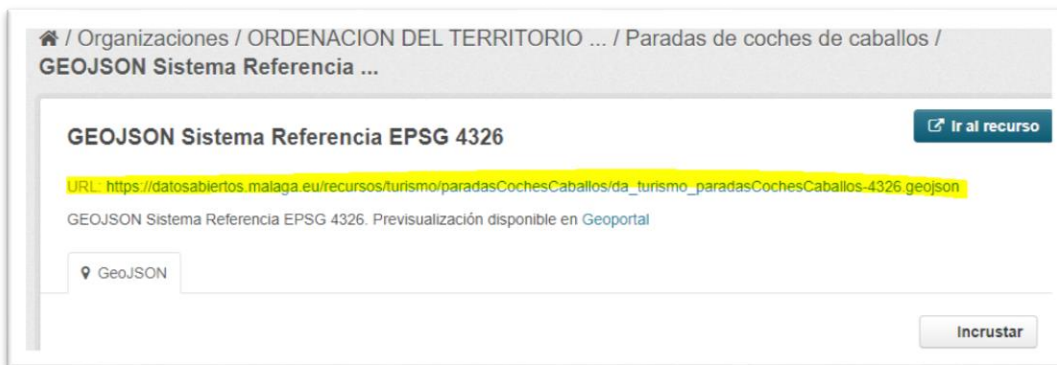 / Organizaciones / ORDENACION DEL TERRITORIO ... / Paradas de coches de caballos /
GEOJSON Sistema Referencia ...
Ir al recurso
GEOJSON Sistema Referencia EPSG 4326
URL: https://datosabiertos.malaga.eu/recursos/turismo/paradasCochesCaballos/da_turismo_paradasCochesCaballos-4326.geojson
GEOJSON Sistema Referencia EPSG 4326. Previsualización disponible en Geoportal
GeoJSON
Incrustar